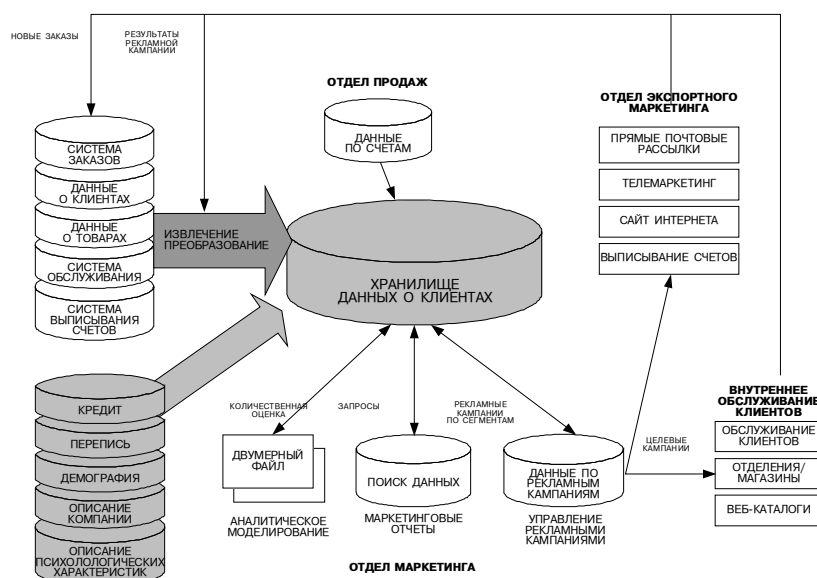 НОВЫЕ ЗАКАЗЫ
РЕЗУЛЬТАТЫ
РЕКЛАМНОЙ
КАМПАНИИ
ОТДЕЛ ПРОДАЖ
ДАННЫЕ
ПО СЧЕТАМ
ОТДЕЛ ЭКСПОРТНОГО
МАРКЕТИНГА
ПРЯМЫЕ ПОЧТОВЫЕ
РАССЫЛКИ
ТЕЛЕМАРКЕТИНГ
САЙТ ИНТЕРНЕТА
ВЫПИСЫВАНИЕ СЧЕТОВ
СИСТЕМА
ЗАКАЗОВ
ДАННЫЕ
О КЛИЕНТАХ
ДАННЫЕ
О ТОВАРАХ
СИСТЕМА
ОБСЛУЖИВАНИЯ
СИСТЕМА
ВЫПИСЫВАНИЯ
СЧЕТОВ
ИЗВЛЕЧЕНИЕ
ПРЕОБРАЗОВАНИЕ
ХРАНИЛИЩЕ
ДАННЫХ О КЛИЕНТАХ
КРЕДИТ
ПЕРЕПИСЬ
ДЕМОГРАФИЯ
ОПИСАНИЕ
КОМПАНИИ
ОПИСАНИЕ
ПСИХОЛОЛОГИЧЕСКИХ
ХАРАКТЕРИСТИК
КОЛИЧЕСТВЕННАЯ
ОЦЕНКА
ЗАПРОСЫ
РЕКЛАМНЫЕ
КАМПАНИИ
ПО СЕГМЕНТАМ
ДВУМЕРНЫЙ
ФАЙЛ
АНАЛИТИЧЕСКОЕ
МОДЕЛИРОВАНИЕ
ПОИСК ДАННЫХ
МАРКЕТИНГОВЫЕ
ОТЧЕТЫ
ДАННЫЕ ПО
РЕКЛАМНЫМ
КАМПАНИЯМ
УПРАВЛЕНИЕ
РЕКЛАМНЫМИ
КАМПАНИЯМИ
ОТДЕЛ МАРКЕТИНГА
ЦЕЛЕВЫЕ
КАМПАНИИ
ВНУТРЕННЕЕ
ОБСЛУЖИВАНИЕ
КЛИЕНТОВ
ОБСЛУЖИВАНИЕ
КЛИЕНТОВ
ОТДЕЛЕНИЯ/
МАГАЗИНЫ
ВЕБ-КАТАЛОГИ